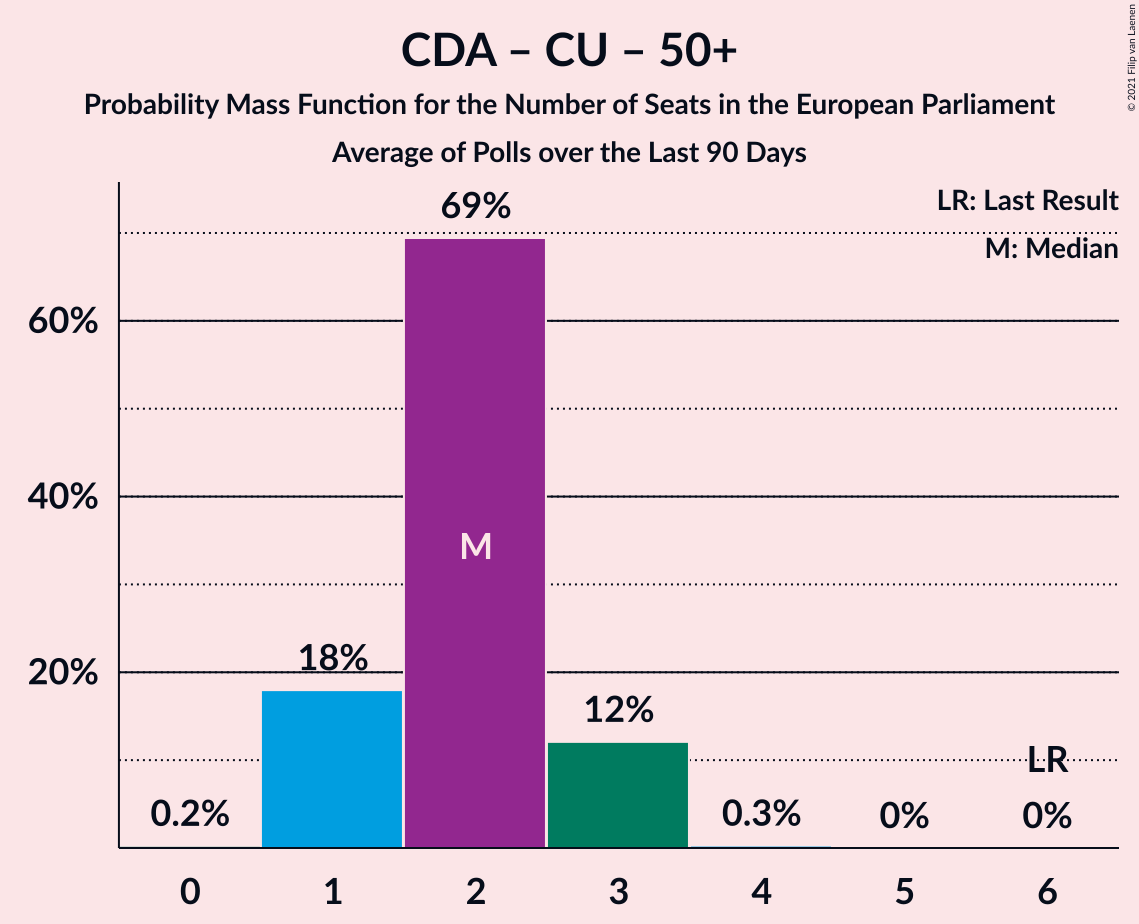 CDA – CU – 50+
Probability Mass Function for the Number of Seats in the European Parliament
Average of Polls over the Last 90 Days
© 2021 Filip van Laenen
LR: Last Result
M: Median
69%
60%
40%
M
20%
18%
12%
LR
0.2%
0.3%
0%
0%
0 1 2 3 4 5 6